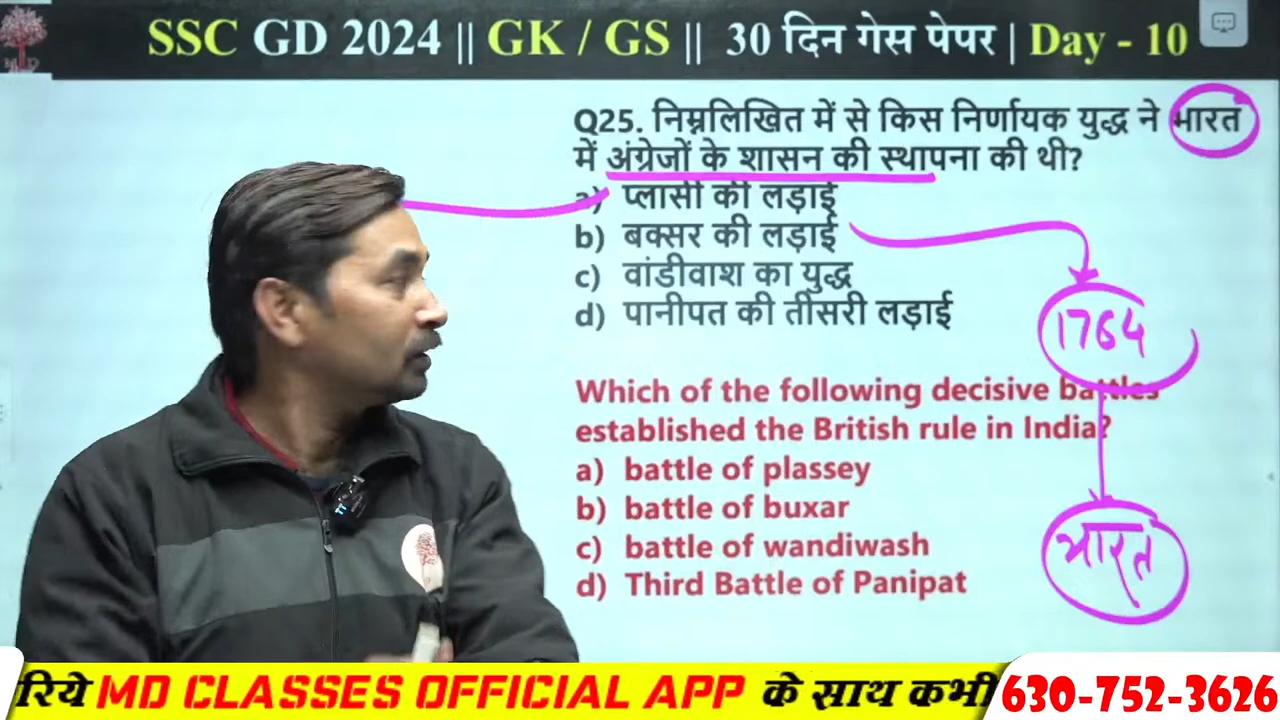 SSC GD 2024 || GK / GS || 30 दिन गेस पेपर | Day - 10
Q25. निम्नलिखित में से किस निर्णायक युद्ध ने भारत
में अंग्रेजों के शासन की स्थापना की थी?
a) प्लासी की लड़ाई
b) बक्सर की लड़ाई
c) वांडीवाश का युद्ध
d) पानीपत की तीसरी लड़ाई
1764
Which of the following decisive battles
established the British rule in India?
a) battle of plassey
b) battle of buxar
c) battle of wandiwash
d) Third Battle of Panipat
भारत
रिये MD CLASSES OFFICIAL APP के साथ कभी
630-752-3626